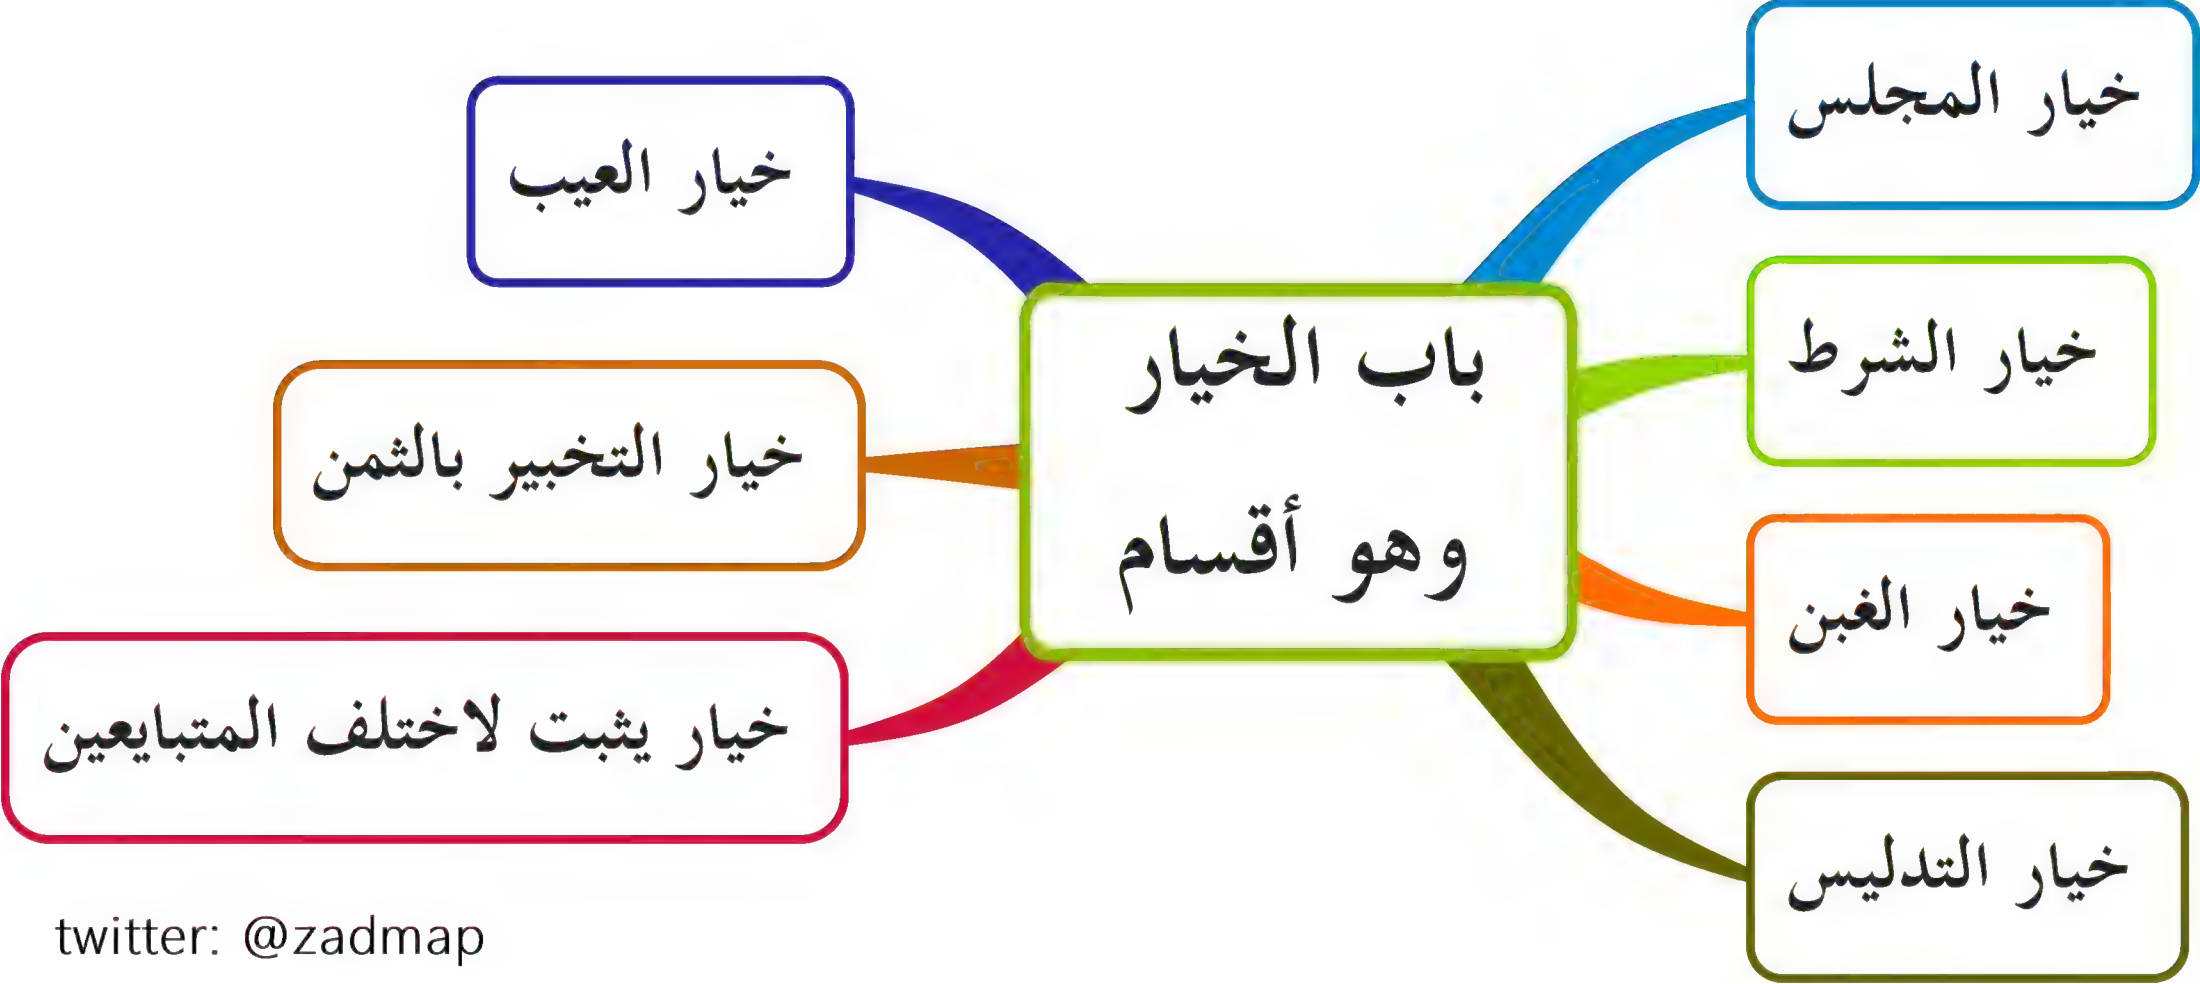 باب الخيار
وهو أقسام
خيار المجلس
خيار الشرط
خيار الغبن
خيار التدليس
خيار العيب
خيار التخبير بالثمن
خيار يثبت لاختلف المتبايعين
twitter: @zadmap